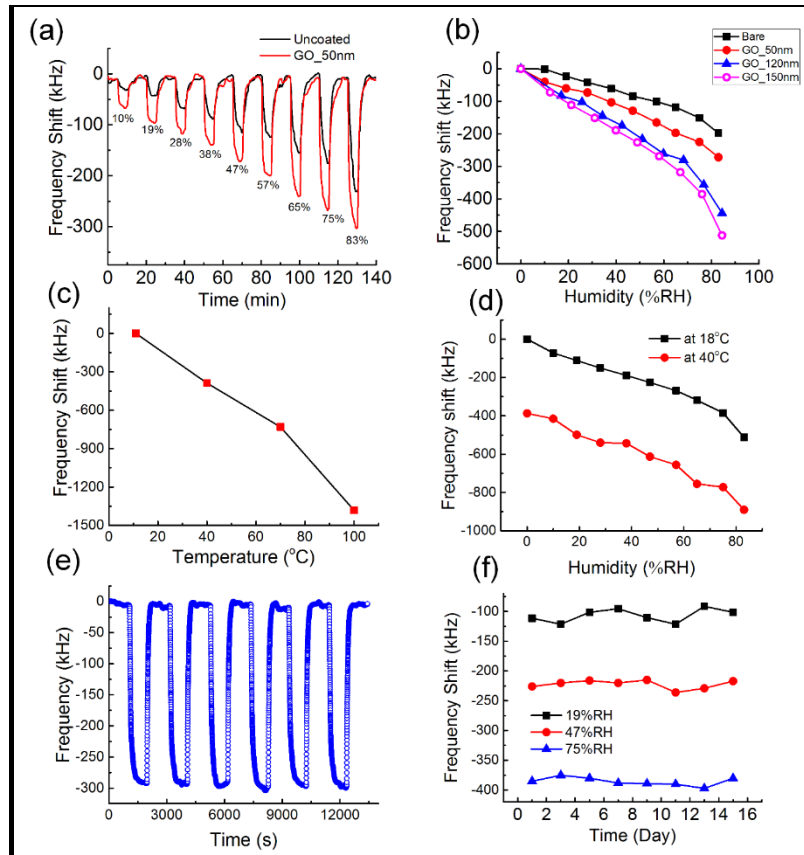 (a)
Uncoated
GO_50nm
0
-100
-200
-300
Frequency Shift (kHz)
10%
19%
28%
38%
47%
57%
65%
75%
83%
0 20 40 60 80 100 120 140
Time (min)
(b)
Bare
GO_50nm
GO_120nm
GO_150nm
100
0
-100
-200
-300
-400
-500
-600
Frequency shift (kHz)
0 20 40 60 80 100
Humidity (%RH)
(c)
0
-300
-600
-900
-1200
-1500
Frequency Shift (kHz)
0 20 40 60 80 100
Temperature (°C)
(d)
at 18°C
at 40°C
0
-200
-400
-600
-800
-1000
Frequency shift (kHz)
0 20 40 60 80
Humidity (%RH)
(e)
0
-50
-100
-150
-200
-250
-300
Frequency (kHz)
0 3000 6000 9000 12000
Time (s)
(f)
-100
-150
-200
-250
-300
-350
-400
Frequency Shift (kHz)
19%RH
47%RH
75%RH
0 2 4 6 8 10 12 14 16
Time (Day)